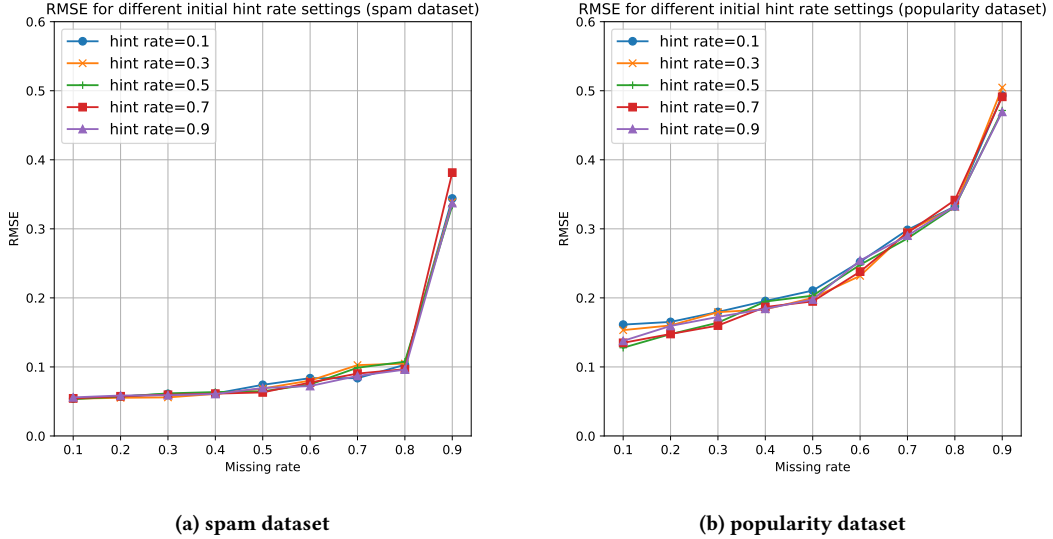 RMSE for different initial hint rate settings (spam dataset)
0.6
0.5
0.4
0.3
0.2
0.1
0.0
RMSE
hint rate=0.1
hint rate=0.3
hint rate=0.5
hint rate=0.7
hint rate=0.9
0.1 0.2 0.3 0.4 0.5 0.6 0.7 0.8 0.9
Missing rate
(a) spam dataset
RMSE for different initial hint rate settings (popularity dataset)
0.6
0.5
0.4
0.3
0.2
0.1
0.0
RMSE
hint rate=0.1
hint rate=0.3
hint rate=0.5
hint rate=0.7
hint rate=0.9
0.1 0.2 0.3 0.4 0.5 0.6 0.7 0.8 0.9
Missing rate
(b) popularity dataset